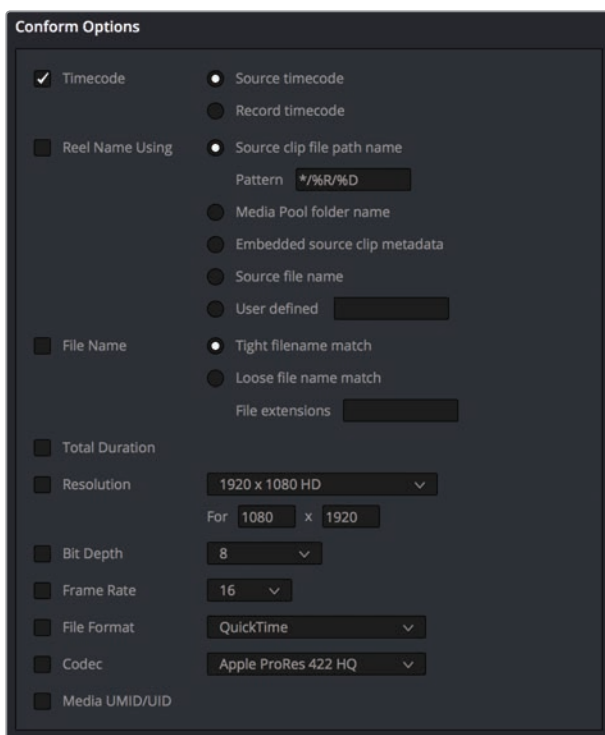 Conform Options
Timecode
Source timecode
Record timecode
Reel Name Using
Source clip file path name
Pattern */%R/%D
Media Pool folder name
Embedded source clip metadata
Source file name
User defined
File Name
Tight filename match
Loose file name match
File extensions
Total Duration
Resolution 1920 x 1080 HD
For 1080 x 1920
Bit Depth 8
Frame Rate 16
File Format QuickTime
Codec Apple ProRes 422 HQ
Media UMID/UID